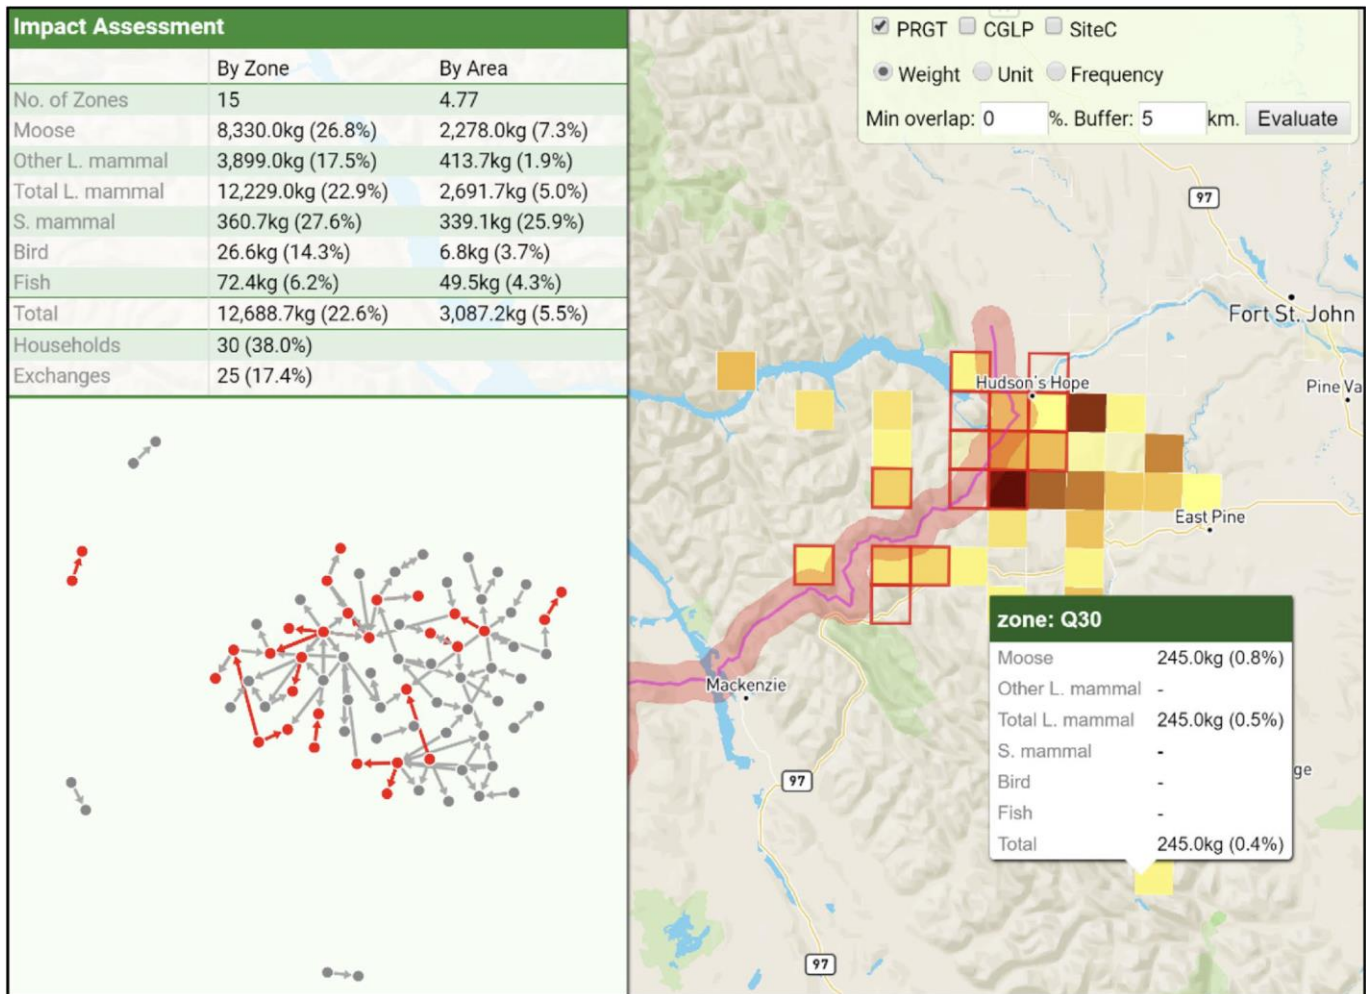 Impact Assessment
By Zone By Area
No. of Zones 15 4.77
Moose 8,330.0kg (26.8%) 2,278.0kg (7.3%)
Other L. mammal 3,899.0kg (17.5%) 413.7kg (1.9%)
Total L. mammal 12,229.0kg (22.9%) 2,691.7kg (5.0%)
S. mammal 360.7kg (27.6%) 339.1kg (25.9%)
Bird 26.6kg (14.3%) 6.8kg (3.7%)
Fish 72.4kg (6.2%) 49.5kg (4.3%)
Total 12,688.7kg (22.6%) 3,087.2kg (5.5%)
Households 30 (38.0%)
Exchanges 25 (17.4%)
PRGT CGLP SiteC
Weight Unit Frequency
Min overlap: 0 %. Buffer: 5 km. Evaluate
97
Fort St. John
Hudson's Hope
Pine Va
East Pine
Mackenzie
zone: Q30
Moose 245.0kg (0.8%)
Other L. mammal -
Total L. mammal 245.0kg (0.5%)
S. mammal -
Bird -
Fish -
Total 245.0kg (0.4%)
ge
97
97